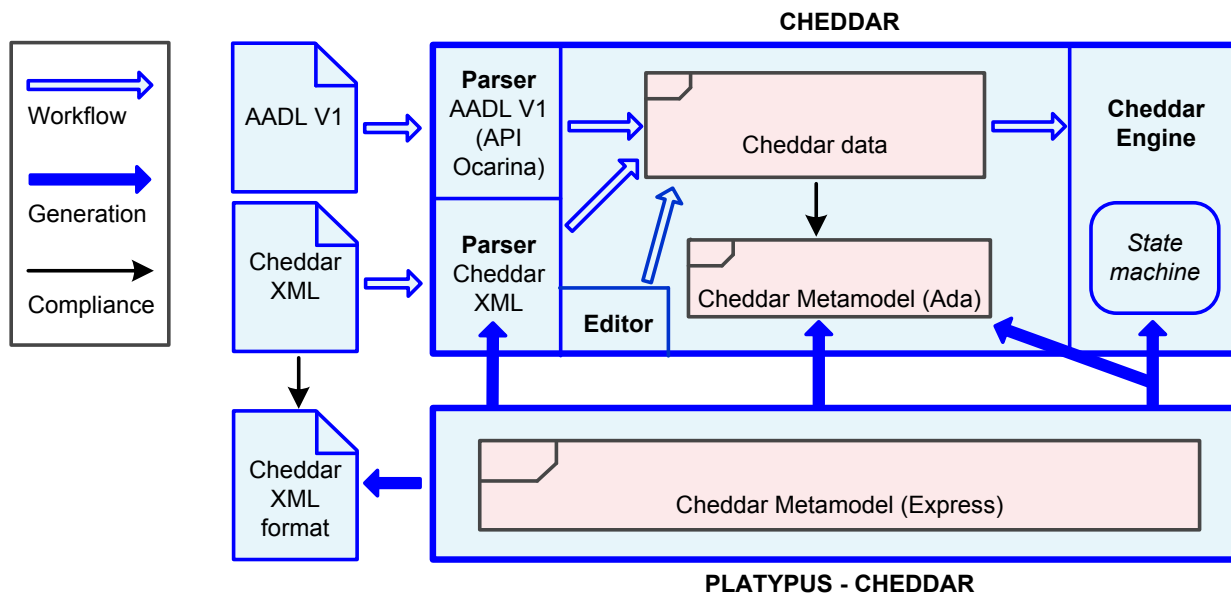 CHEDDAR
Workflow
Generation
Compliance
AADL V1
Cheddar
XML
Cheddar
XML
format
Parser
AADL V1
(API
Ocarina)
Parser
Cheddar
XML
Editor
Cheddar data
Cheddar Metamodel (Ada)
Cheddar
Engine
State
machine
Cheddar Metamodel (Express)
PLATYPUS - CHEDDAR